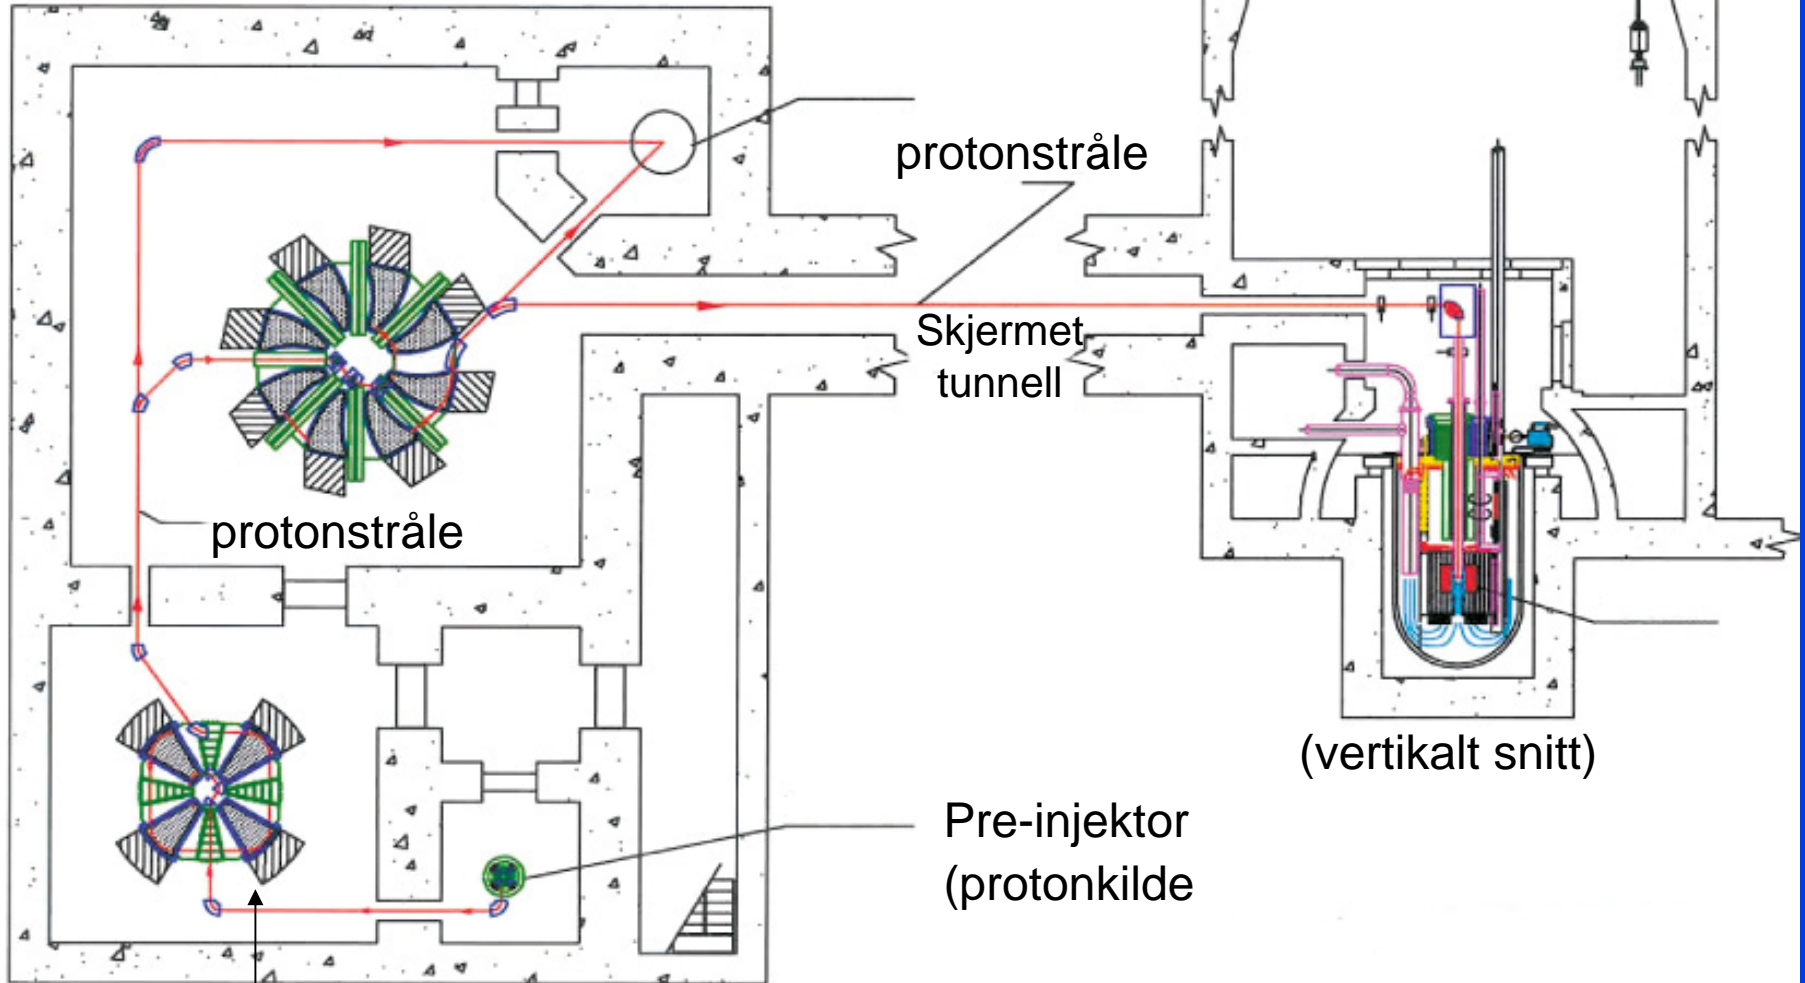 protonstråle
Skjermet
tunnell
protonstråle
(vertikalt snitt)
Pre-injektor
(protonkilde